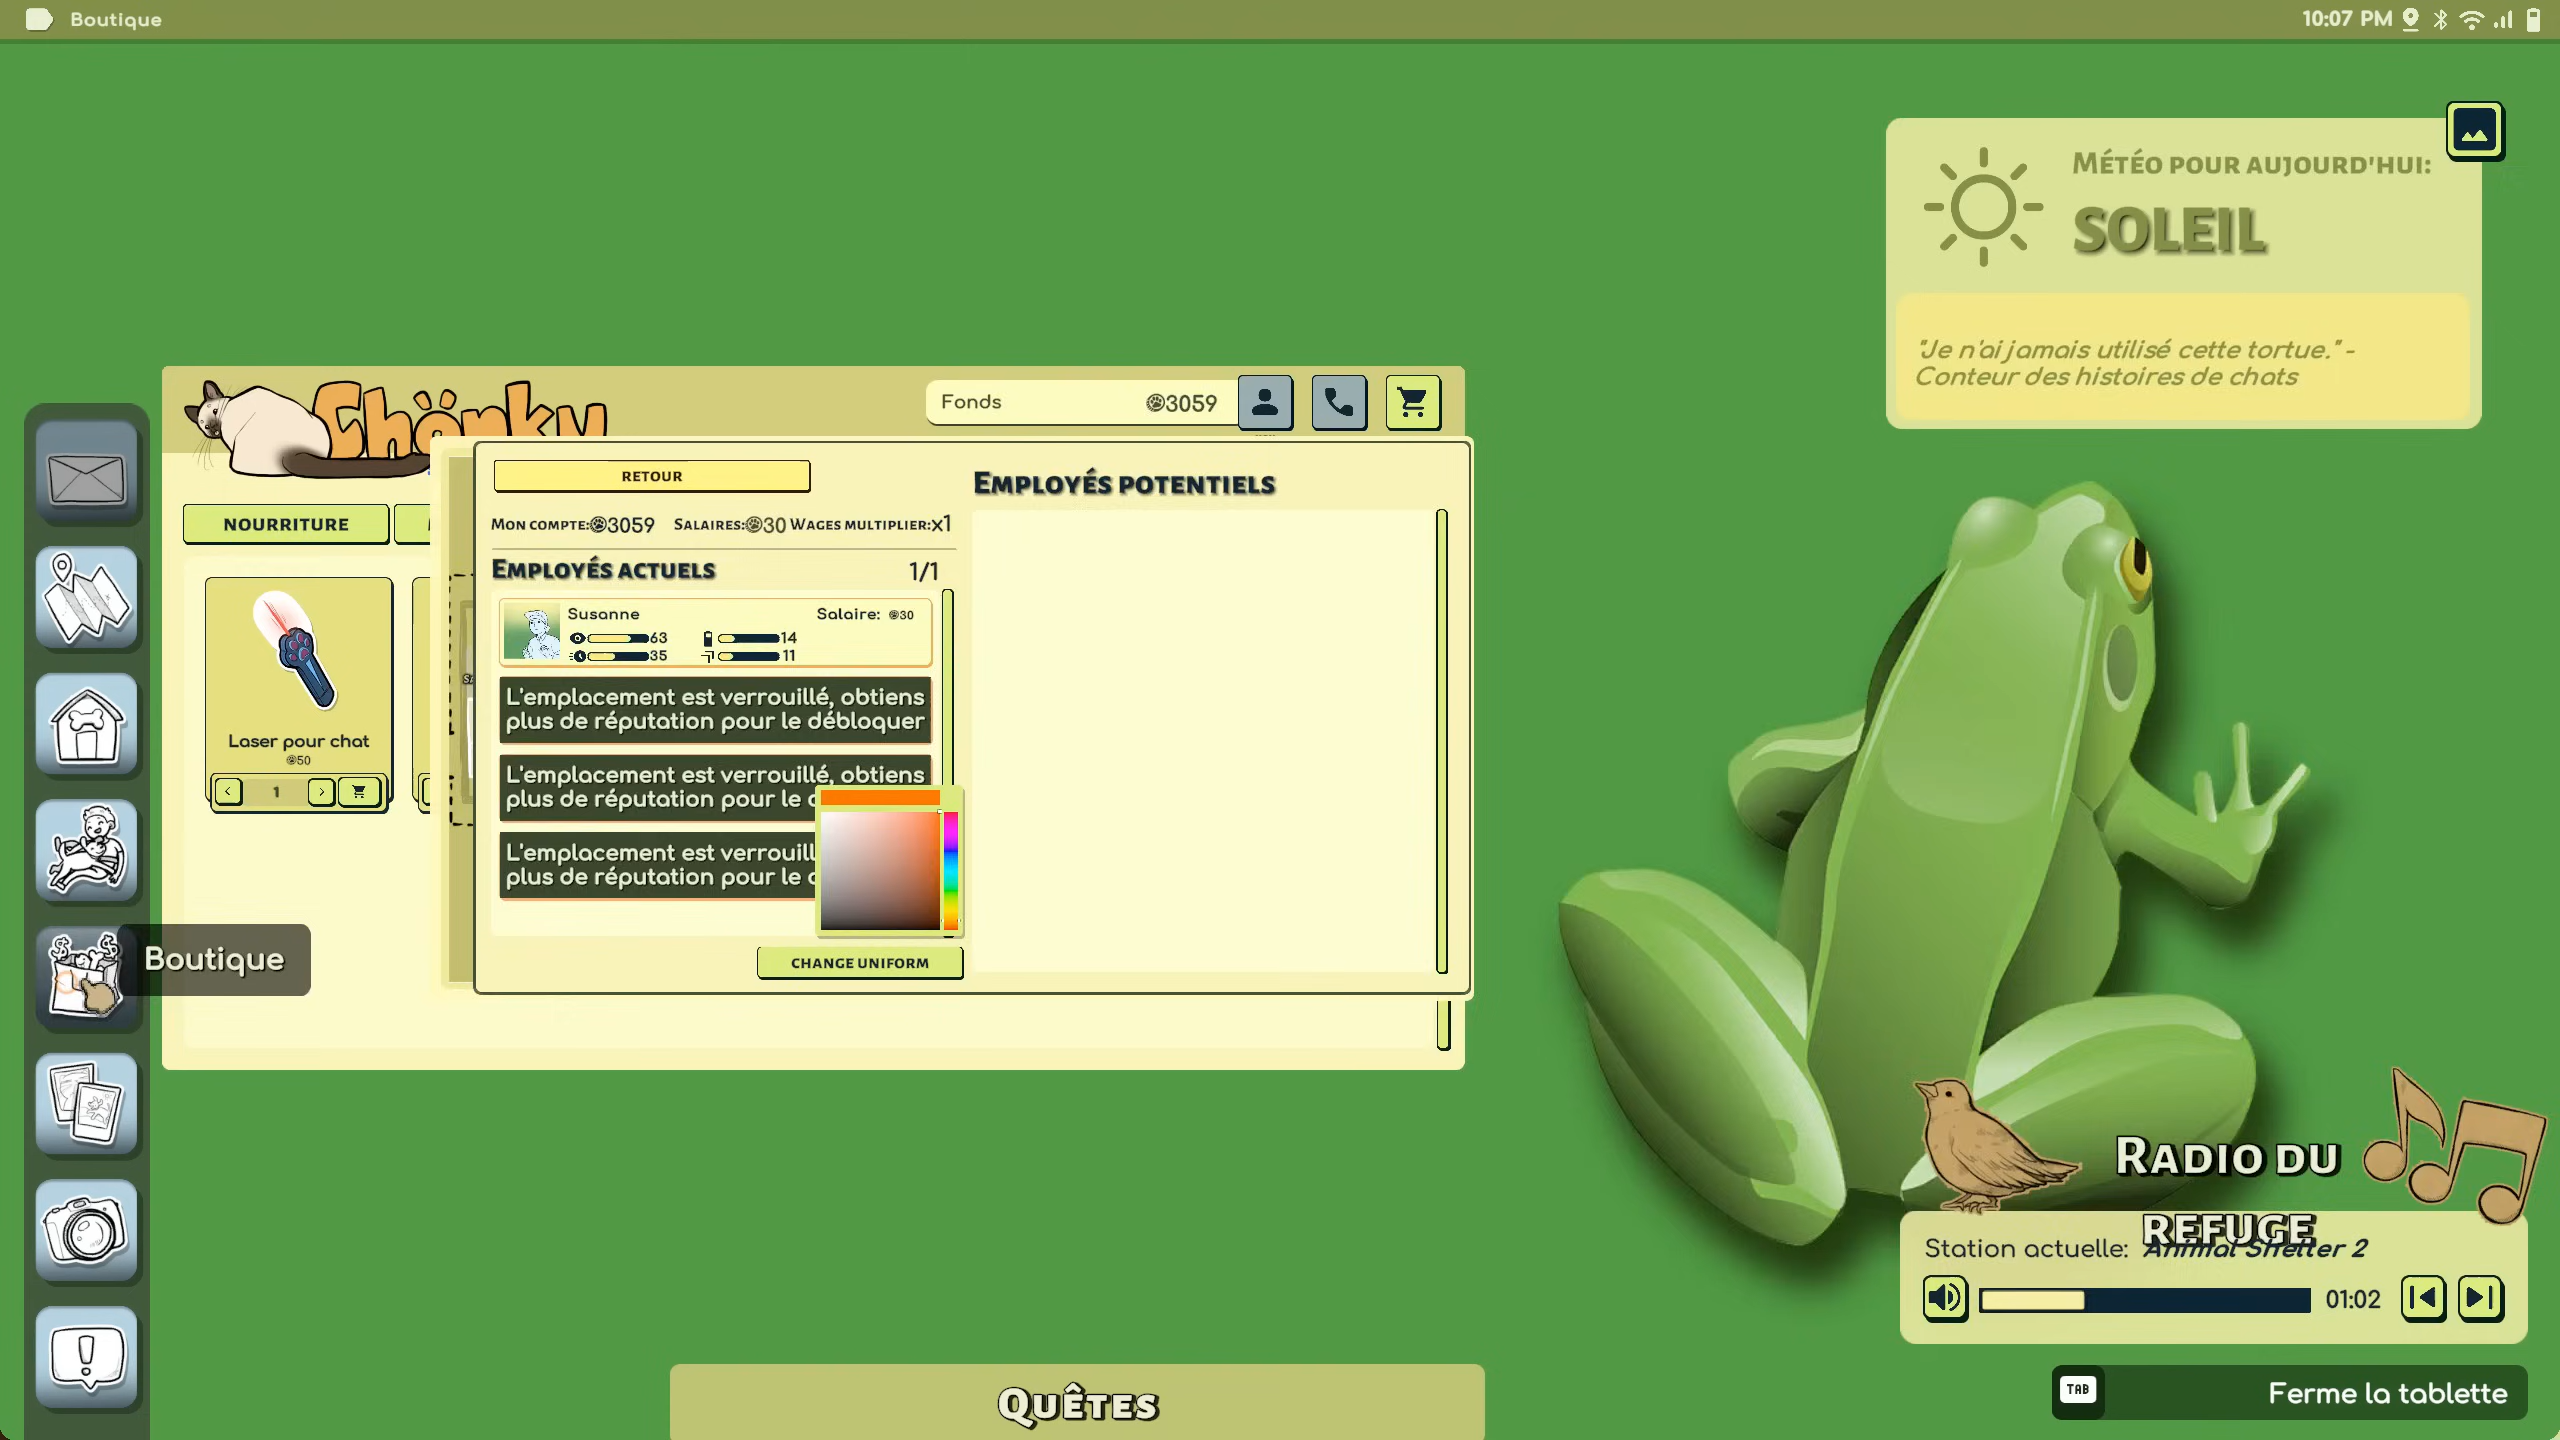 Boutique
10:07 PM
MÉTÉO POUR AUJOURD'HUI:
SOLEIL
"Je n'ai jamais utilisé cette tortue." -
Conteur des histoires de chats
Chönky
Fonds 3059
NOURRITURE
Laser pour chat
50
1
RETOUR
MON COMPTE: 3059 SALAIRES: 30 WAGES MULTIPLIER: x1
EMPLOYÉS ACTUELS 1/1
Susanne Salaire: 30
63 14
35 11
L'emplacement est verrouillé, obtiens
plus de réputation pour le débloquer
L'emplacement est verrouillé, obtiens
plus de réputation pour le
L'emplacement est
plus de réputation pour le
CHANGE UNIFORM
EMPLOYÉS POTENTIELS
Boutique
RADIO DU
REFUGE
Station actuelle: Animal Shelter 2
01:02
QUÊTES
TAB Ferme la tablette